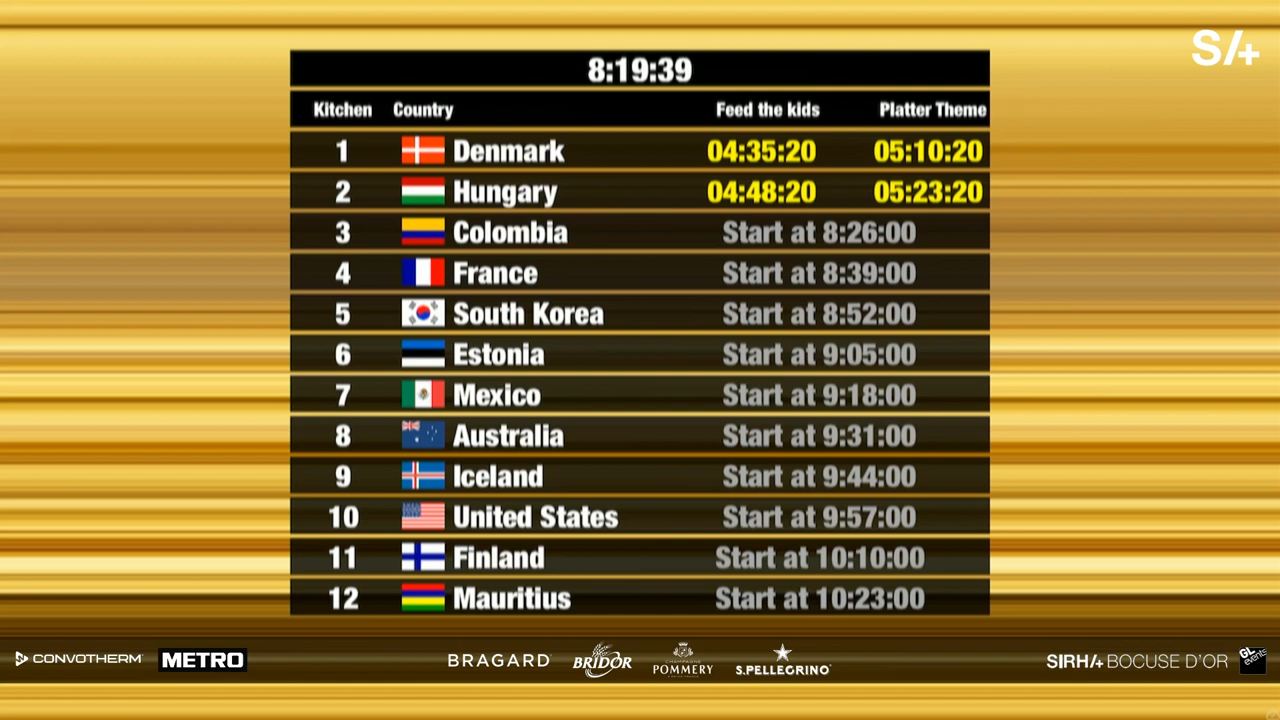 S/+
8:19:39
Kitchen Country Feed the kids Platter Theme
1 Denmark 04:35:20 05:10:20
2 Hungary 04:48:20 05:23:20
3 Colombia Start at 8:26:00
4 France Start at 8:39:00
5 South Korea Start at 8:52:00
6 Estonia Start at 9:05:00
7 Mexico Start at 9:18:00
8 Australia Start at 9:31:00
9 Iceland Start at 9:44:00
10 United States Start at 9:57:00
11 Finland Start at 10:10:00
12 Mauritius Start at 10:23:00
CONVOTHERM METRO BRAGARD BRIDOR CHAMPAGNE POMMERY S.PELLEGRINO SIRH/+ BOCUSE D'OR GL events